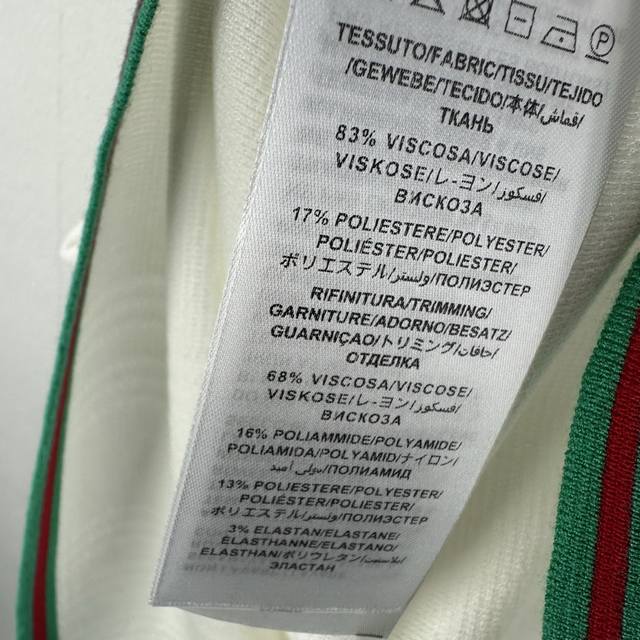 TESSUTO/FABRIC/TISSU/TEJIDO
/GEWEBE/TECIDO/本体/قماش/
ТКАНЬ
83% VISCOSA/VISCOSE/
VISKOSE/レーヨン/فسكوز/
ВИСКОЗА
17% POLIESTERE/POLYESTER/
POLIÉSTER/POLIESTER/
ポリエステル/بوليستر/ПОЛИЭСТЕР
RIFINITURA/TRIMMING/
GARNITURE/ADORNO/BESATZ/
GUARNIÇAO/トリミング/حافات/
ОТДЕЛКА
68% VISCOSA/VISCOSE/
VISKOSE/レーヨン/فسكوز/
ВИСКОЗА
16% POLIAMMIDE/POLYAMIDE/
POLIAMIDA/POLYAMID/ナイロン/
ПОЛИАМИД
13% POLIESTERE/POLYESTER/
POLIÉSTER/POLIESTER/
ポリエステル/بوليستر/ПОЛИЭСТЕР
3% ELASTAN/ELASTANE/
ELASTHANNE/ELASTANO/
ELASTHAN/ポリウレタン/
ЭЛАСТАН